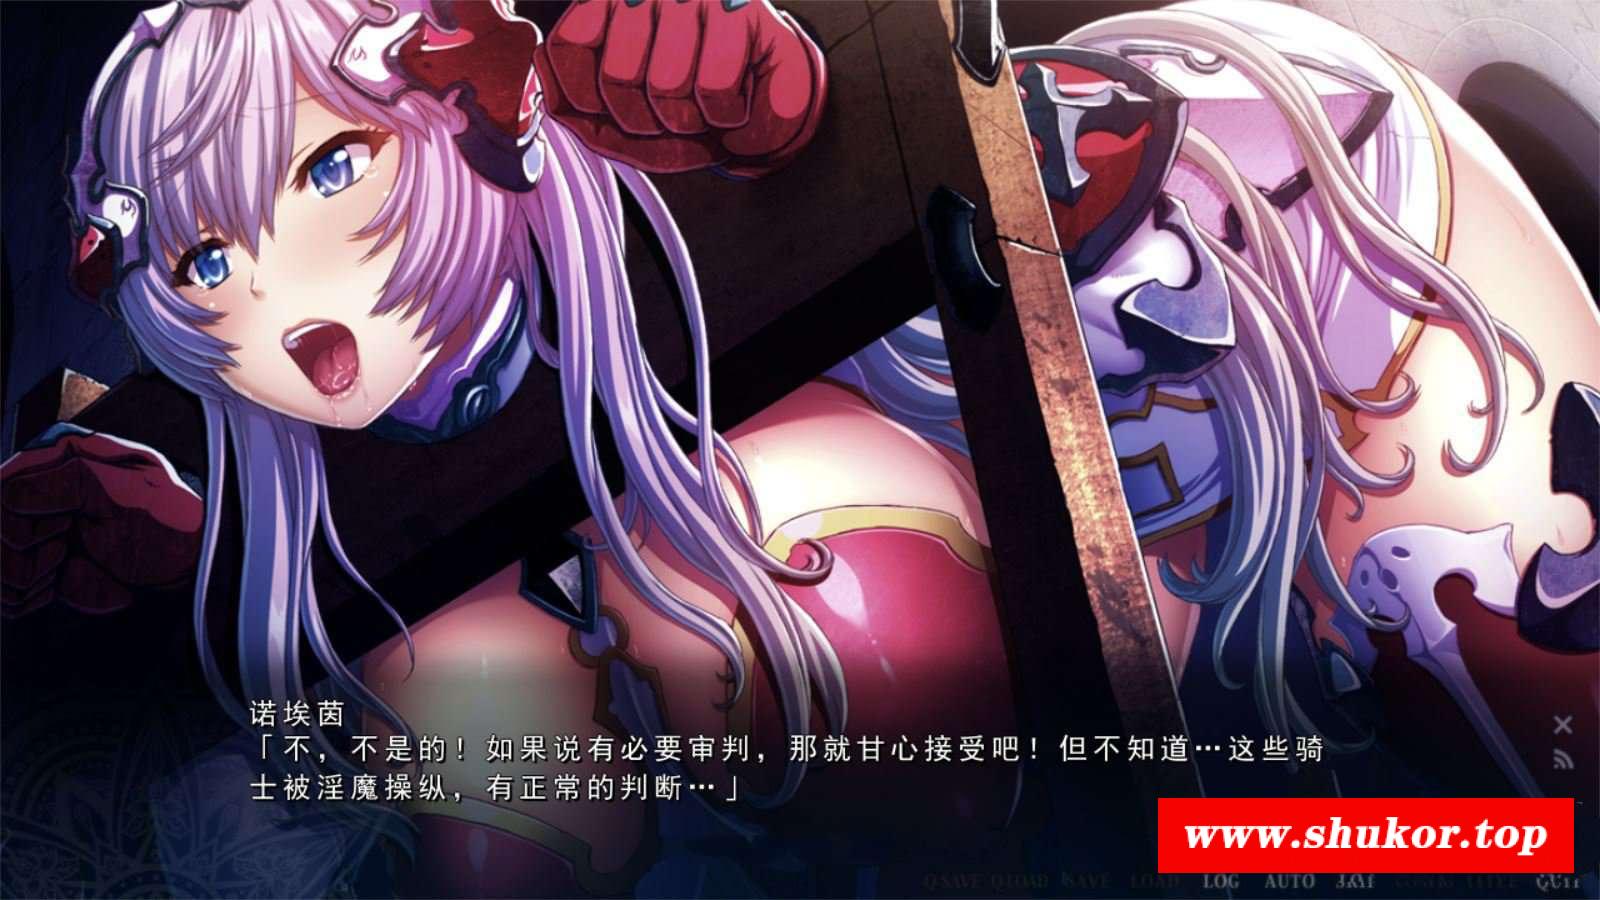 诺埃茵
「不，不是的！如果说有必要审判，那就甘心接受吧！但不知道…这些骑
士被淫魔操纵，有正常的判断…」
www.shukor.top
Q.SAVE Q.LOAD SAVE LOAD LOG AUTO SKIP CONFIG TITLE QUIT